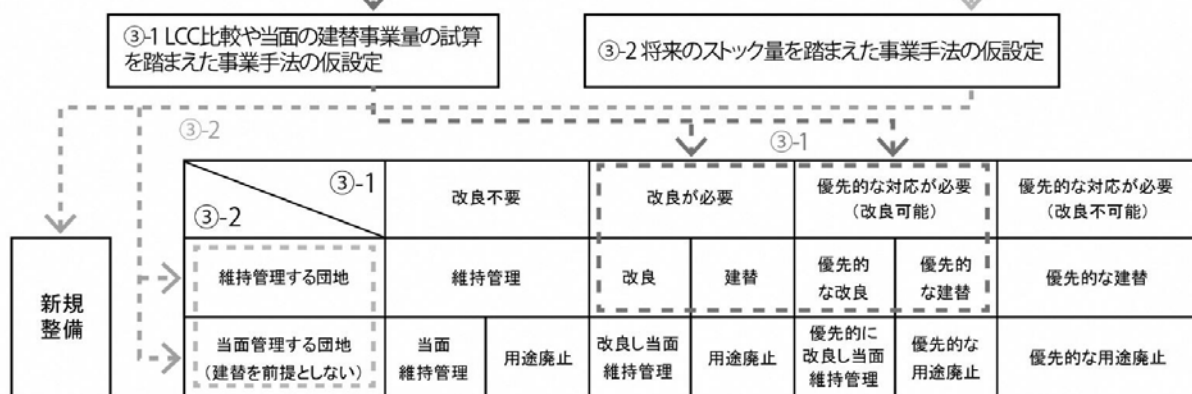 ③-1 LCC比較や当面の建替事業量の試算
を踏まえた事業手法の仮設定
③-2 将来のストック量を踏まえた事業手法の仮設定
③-2
③-1
③-1
③-2
改良不要
改良が必要
優先的な対応が必要
（改良可能）
優先的な対応が必要
（改良不可能）
新規
整備
維持管理する団地
維持管理
改良
建替
優先的
な改良
優先的
な建替
優先的な建替
当面管理する団地
（建替を前提としない）
当面
維持管理
用途廃止
改良し当面
維持管理
用途廃止
優先的に
改良し当面
維持管理
優先的な
用途廃止
優先的な用途廃止